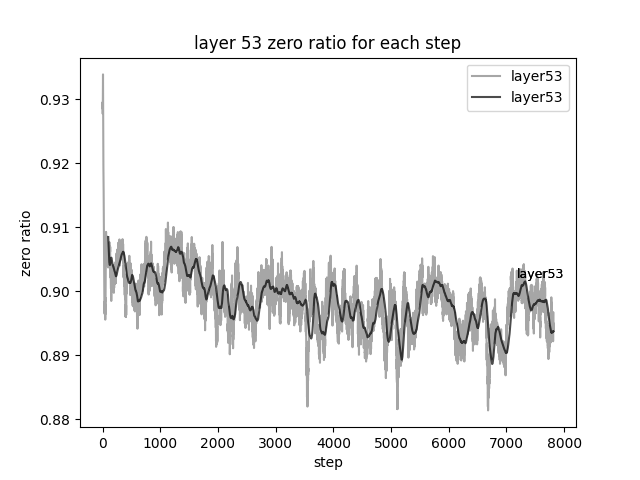 layer 53 zero ratio for each step
layer53
layer53
0.93
0.92
0.91
0.90
0.89
0.88
zero ratio
layer53
0
1000
2000
3000
4000
5000
6000
7000
8000
step